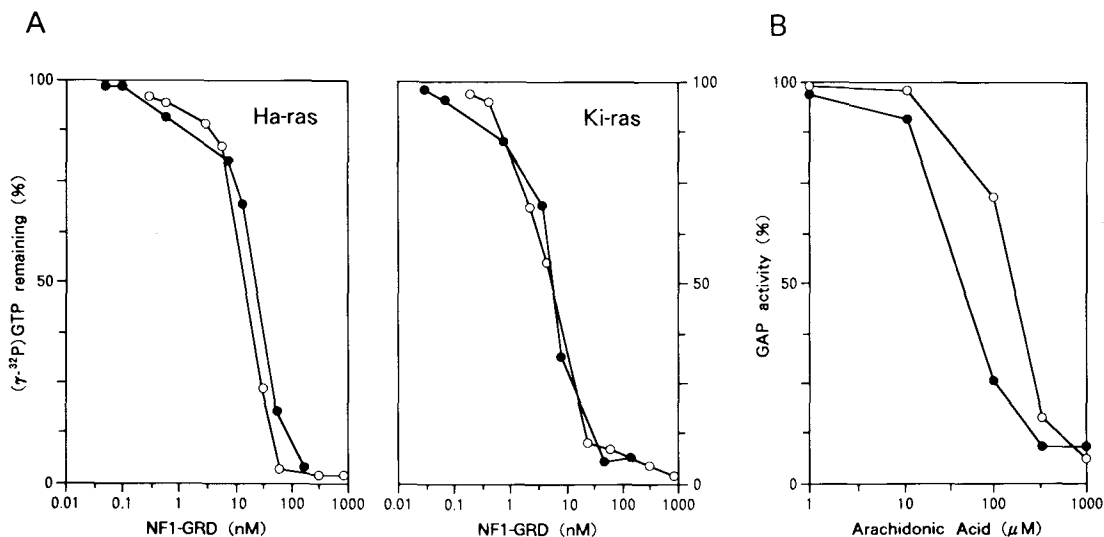 A
B
Ha-ras
Ki-ras
(γ-³²P) GTP remaining (%)
100
50
0
0.01 0.1 1 10 100 1000
NF1-GRD (nM)
100
50
0
0.01 0.1 1 10 100 1000
NF1-GRD (nM)
GAP activity (%)
100
50
0
1 10 100 1000
Arachidonic Acid (μM)